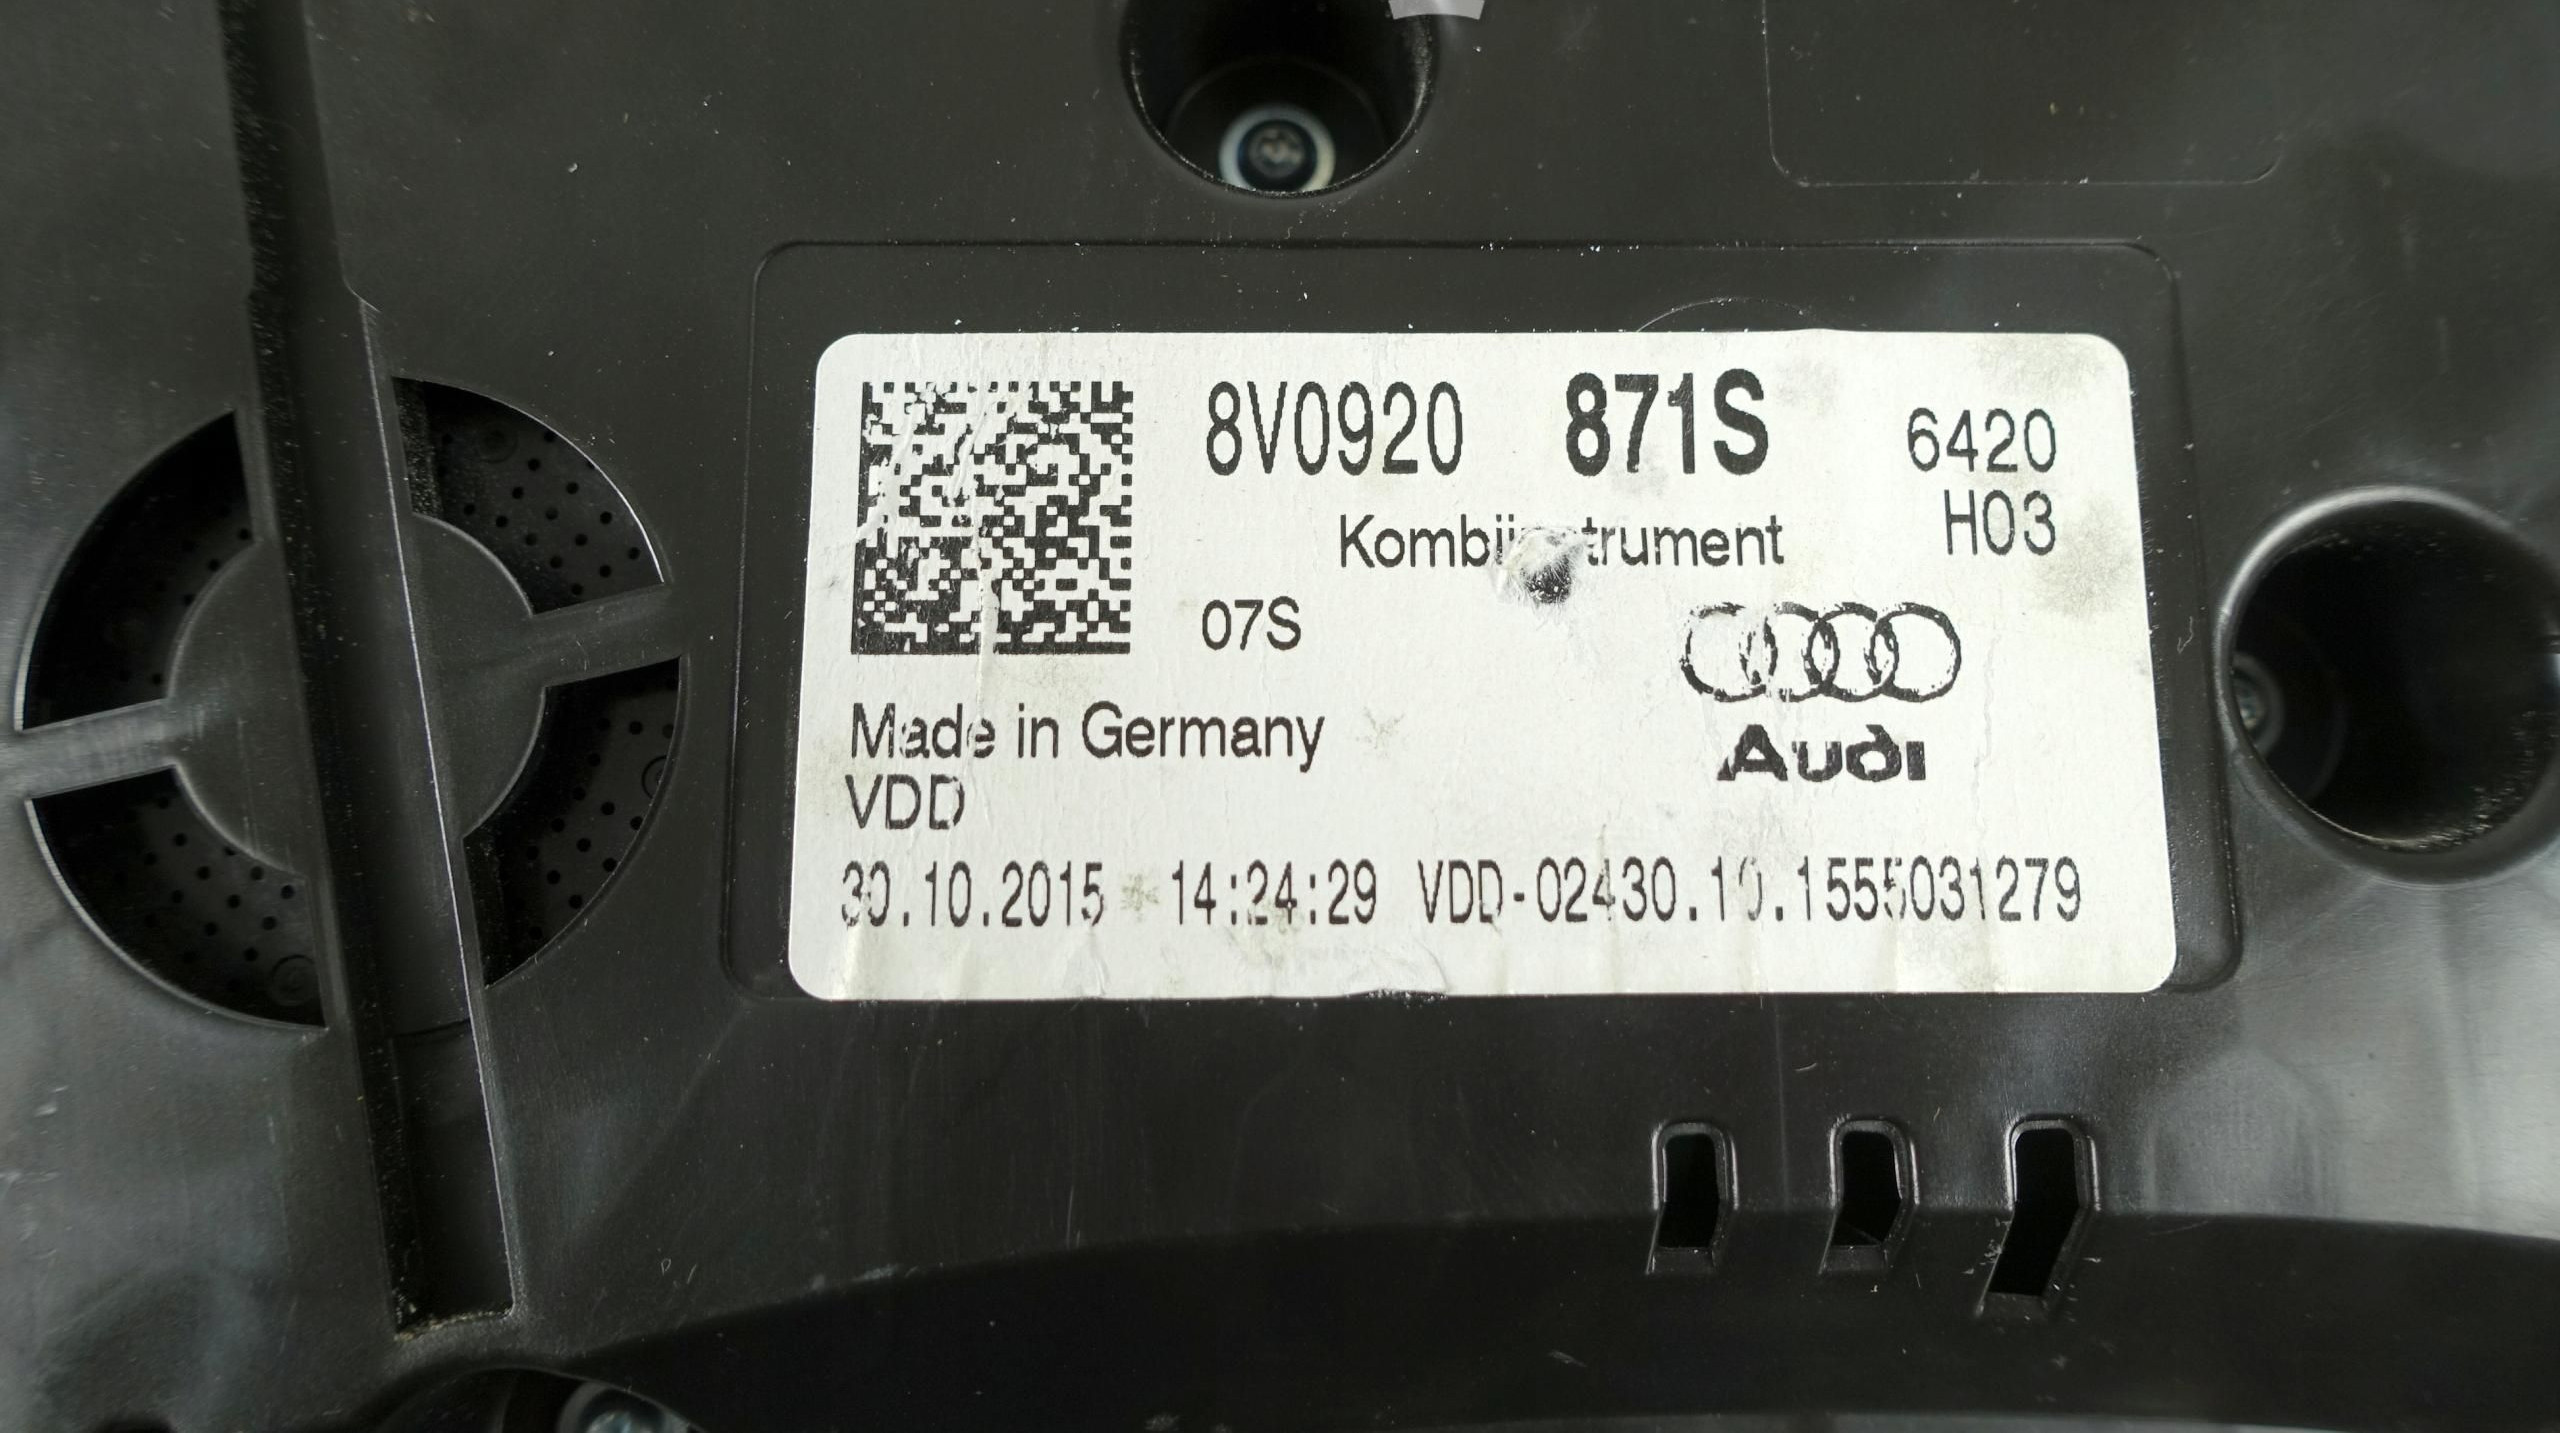 8V0920 871S 6420
Kombiinstrument H03
07S
Audi
Made in Germany
VDD
30.10.2015 14:24:29 VDD-02430.10.1555031279